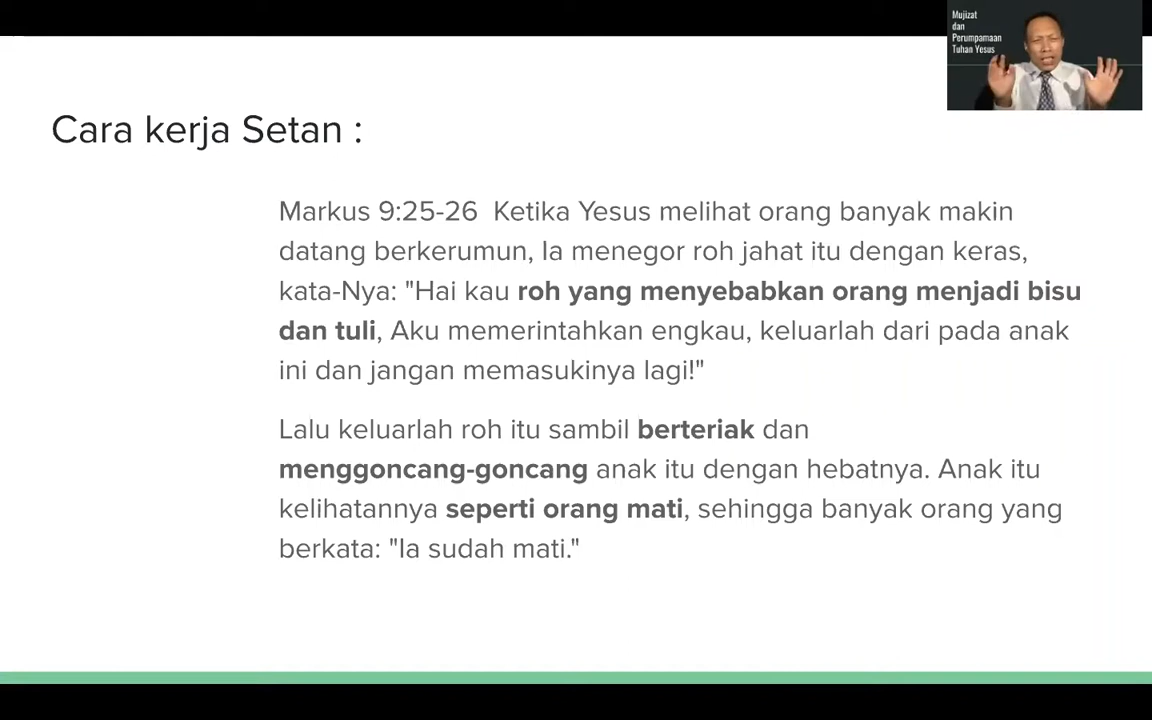 Mujizat
dan
Perumpamaan
Tuhan Yesus
Cara kerja Setan :
Markus 9:25-26  Ketika Yesus melihat orang banyak makin
datang berkerumun, Ia menegor roh jahat itu dengan keras,
kata-Nya: "Hai kau roh yang menyebabkan orang menjadi bisu
dan tuli, Aku memerintahkan engkau, keluarlah dari pada anak
ini dan jangan memasukinya lagi!"
Lalu keluarlah roh itu sambil berteriak dan
menggoncang-goncang anak itu dengan hebatnya. Anak itu
kelihatannya seperti orang mati, sehingga banyak orang yang
berkata: "Ia sudah mati."